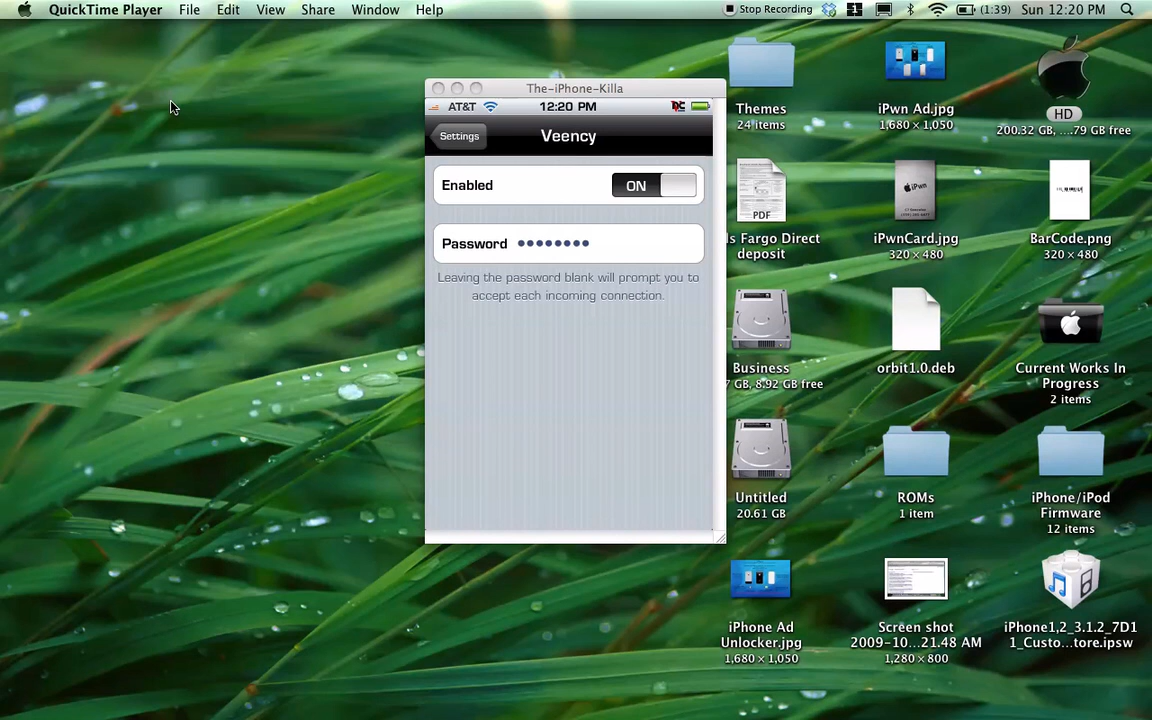 QuickTime Player File Edit View Share Window Help
Stop Recording 1 (1:39) Sun 12:20 PM
The-iPhone-Killa
AT&T 12:20 PM
Settings Veency
Enabled ON
Password ••••••••
Leaving the password blank will prompt you to
accept each incoming connection.
Themes
24 items
iPwn Ad.jpg
1,680 × 1,050
HD
200.32 GB, ....79 GB free
PDF
ls Fargo Direct
deposit
iPwn
iPwnCard.jpg
320 × 480
BarCode.png
320 × 480
Business
7 GB, 8.92 GB free
orbit1.0.deb
Current Works In
Progress
2 items
Untitled
20.61 GB
ROMs
1 item
iPhone/iPod
Firmware
12 items
iPhone Ad
Unlocker.jpg
1,680 × 1,050
Screen shot
2009-10...21.48 AM
1,280 × 800
iPhone1,2_3.1.2_7D1
1_Custo...tore.ipsw